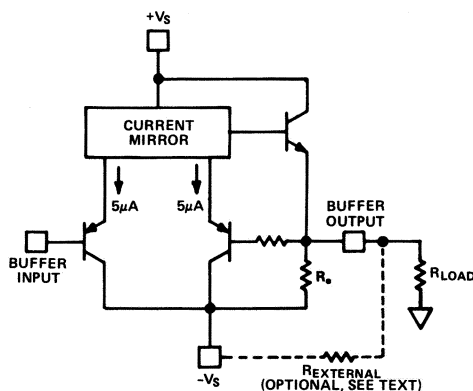 +VS
CURRENT
MIRROR
5µA
5µA
BUFFER
OUTPUT
BUFFER
INPUT
Re
RLOAD
-VS
REXTERNAL
(OPTIONAL, SEE TEXT)